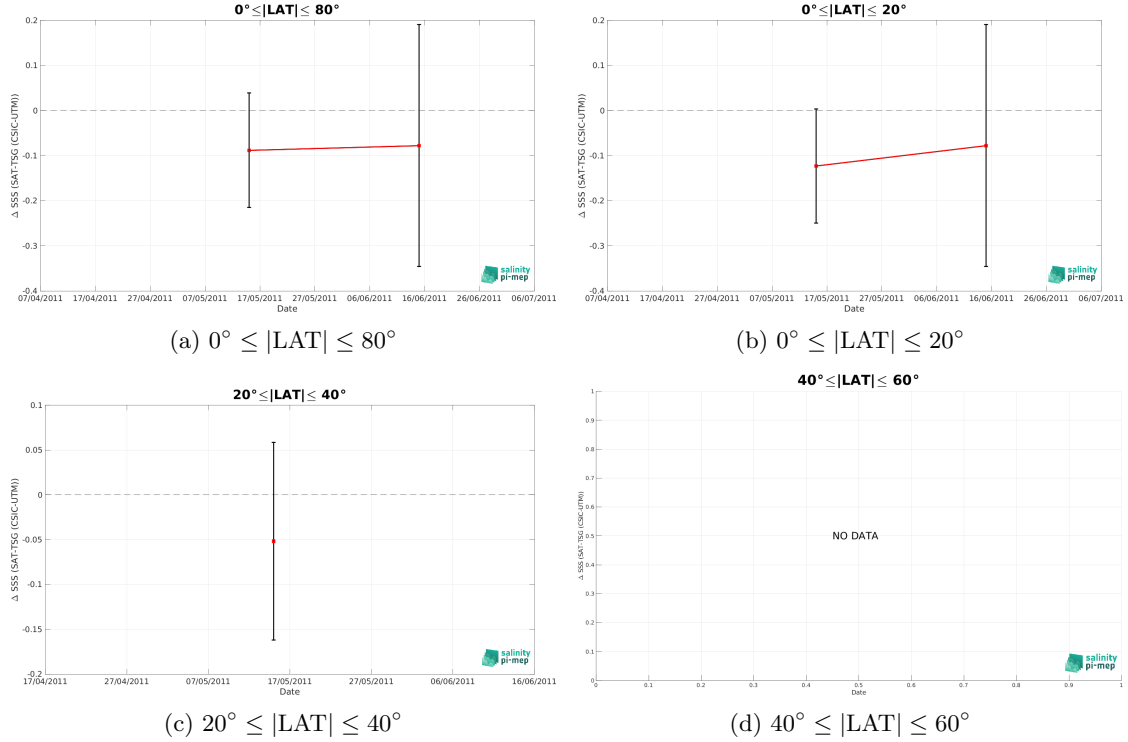 0°≤|LAT|≤ 80°
0.2
0.1
0
-0.1
-0.2
-0.3
-0.4
Δ SSS (SAT-TSG (CSIC-UTM))
07/04/2011 17/04/2011 27/04/2011 07/05/2011 17/05/2011 27/05/2011 06/06/2011 16/06/2011 26/06/2011 06/07/2011
Date
salinity
pi-mep
(a) 0° ≤ |LAT| ≤ 80°
0°≤|LAT|≤ 20°
0.2
0.1
0
-0.1
-0.2
-0.3
-0.4
Δ SSS (SAT-TSG (CSIC-UTM))
07/04/2011 17/04/2011 27/04/2011 07/05/2011 17/05/2011 27/05/2011 06/06/2011 16/06/2011 26/06/2011 06/07/2011
Date
salinity
pi-mep
(b) 0° ≤ |LAT| ≤ 20°
20°≤|LAT|≤ 40°
0.1
0.05
0
-0.05
-0.1
-0.15
-0.2
Δ SSS (SAT-TSG (CSIC-UTM))
17/04/2011 27/04/2011 07/05/2011 17/05/2011 27/05/2011 06/06/2011 16/06/2011
Date
salinity
pi-mep
(c) 20° ≤ |LAT| ≤ 40°
40°≤|LAT|≤ 60°
1
0.9
0.8
0.7
0.6
0.5
0.4
0.3
0.2
0.1
0
Δ SSS (SAT-TSG (CSIC-UTM))
NO DATA
0 0.1 0.2 0.3 0.4 0.5 0.6 0.7 0.8 0.9 1
Date
salinity
pi-mep
(d) 40° ≤ |LAT| ≤ 60°